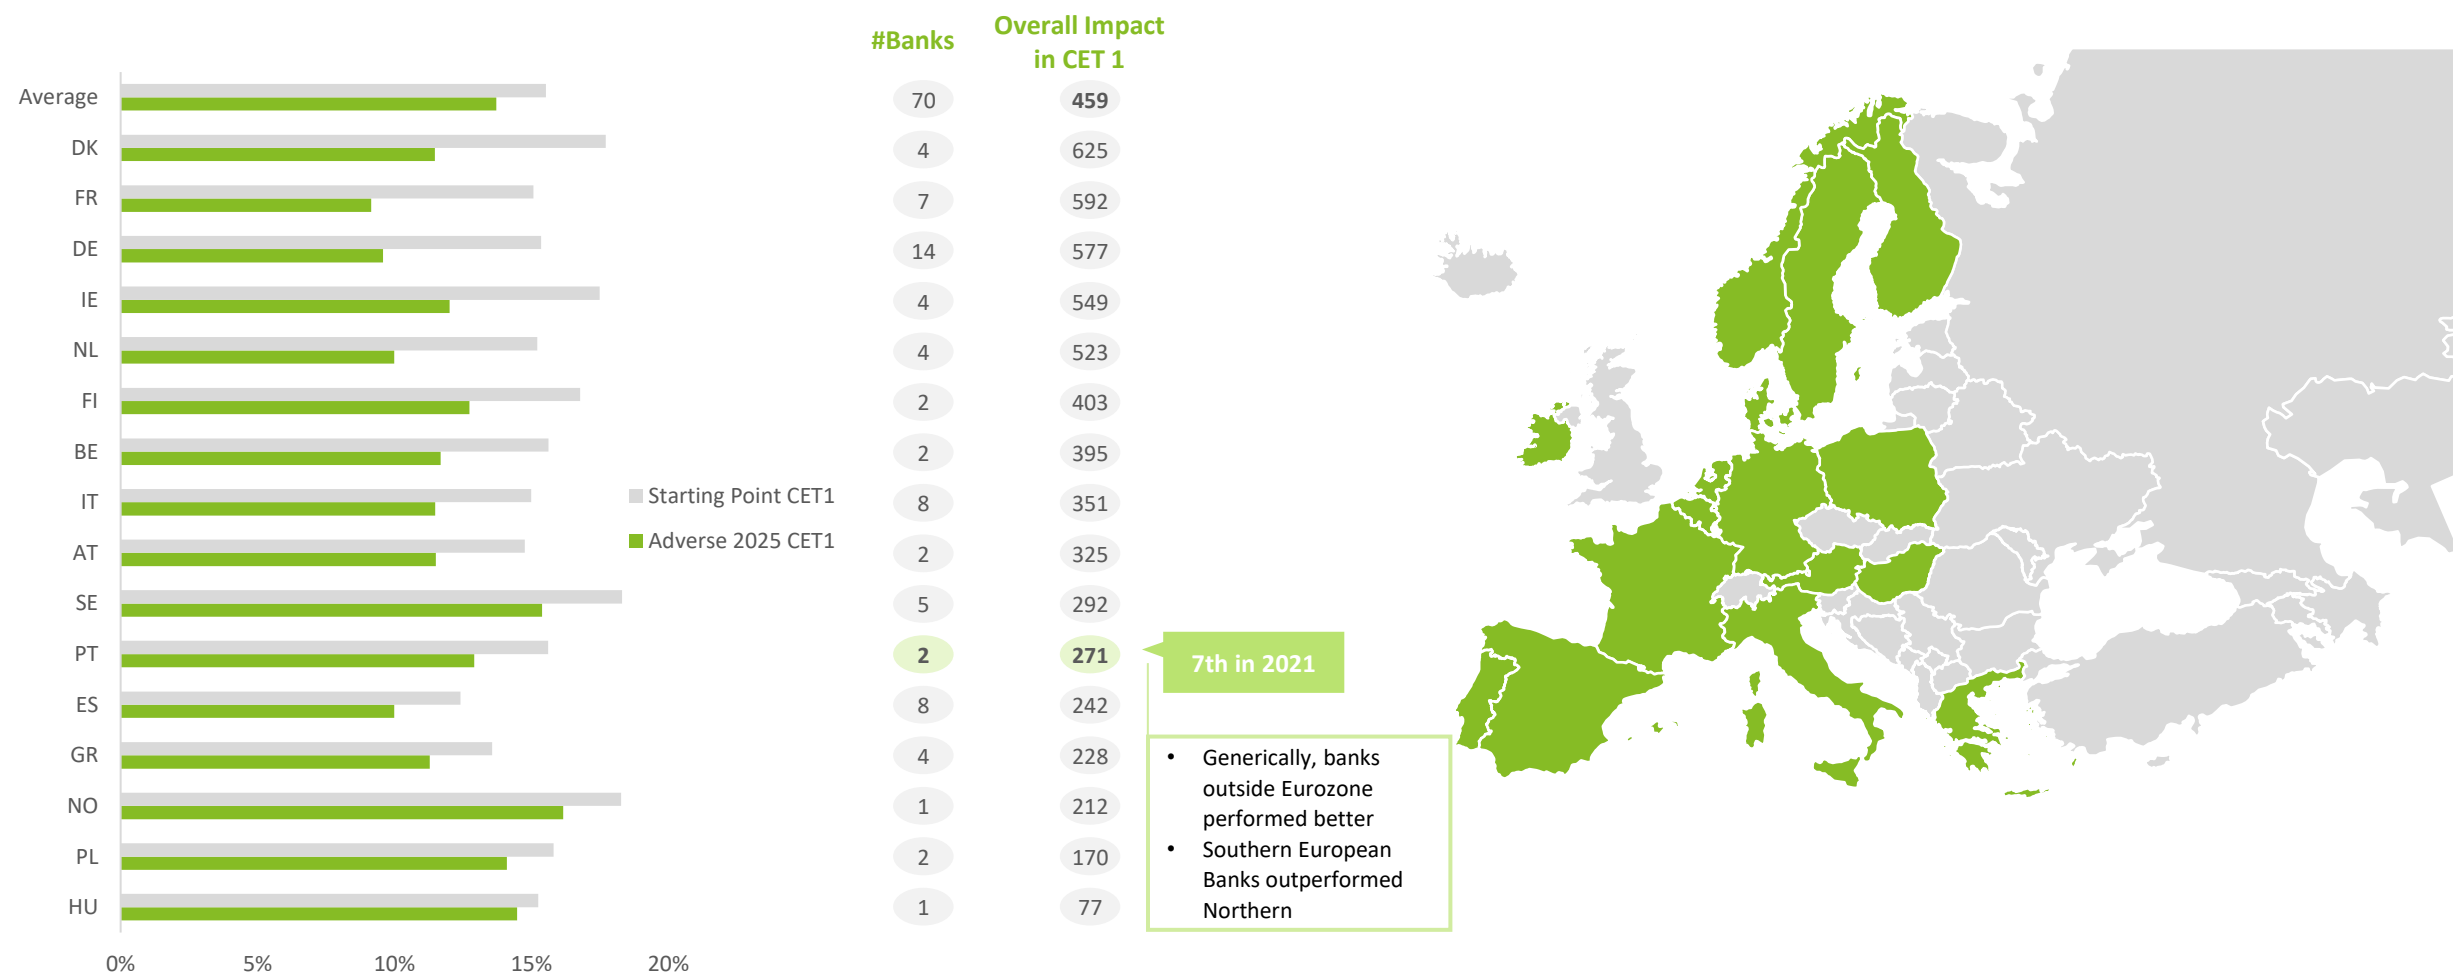 #Banks
Overall Impact
in CET 1
Average 70 459
DK 4 625
FR 7 592
DE 14 577
IE 4 549
NL 4 523
FI 2 403
BE 2 395
IT 8 351
AT 2 325
SE 5 292
PT 2 271
ES 8 242
GR 4 228
NO 1 212
PL 2 170
HU 1 77
0% 5% 10% 15% 20%
Starting Point CET1
Adverse 2025 CET1
7th in 2021
• Generically, banks
outside Eurozone
performed better
• Southern European
Banks outperformed
Northern